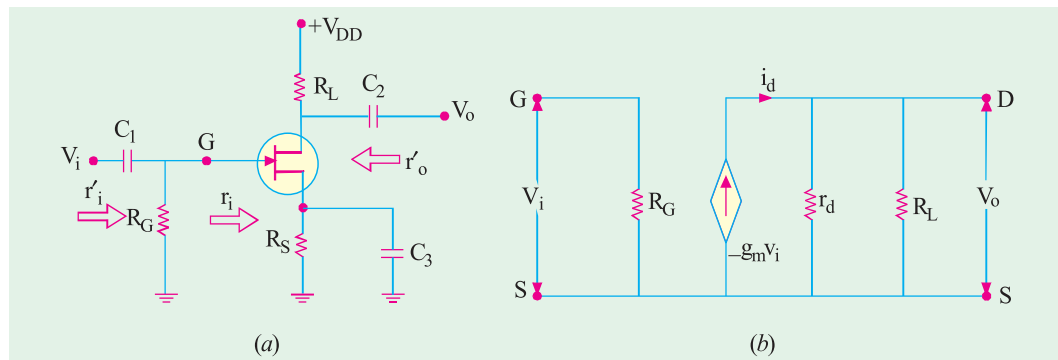 +V_DD
R_L
C_2
V_o
C_1
G
V_i
r'_o
r'_i
r_i
R_G
R_S
C_3
(a)
i_d
G
D
V_i
R_G
r_d
R_L
V_o
–g_mv_i
S
S
(b)